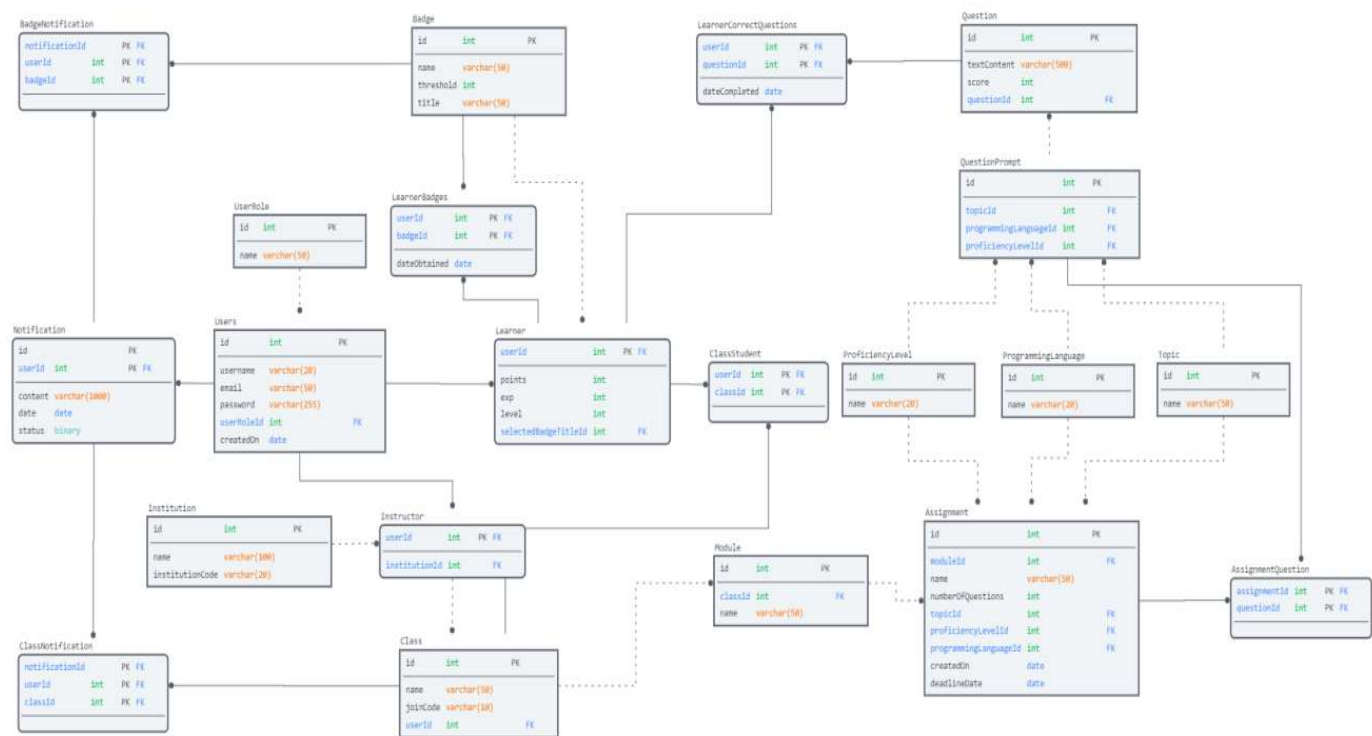 BadgeNotification
notificationId PK FK
userId int PK FK
badgeId int PK FK
Badge
id int PK
name varchar(50)
threshold int
title varchar(50)
LearnerCorrectQuestions
userId int PK FK
questionId int PK FK
dateCompleted date
Question
id int PK
textContent varchar(500)
score int
questionId int FK
QuestionPrompt
id int PK
topicId int FK
programmingLanguageId int FK
proficiencyLevelId int FK
UserRole
id int PK
name varchar(50)
LearnerBadges
userId int PK FK
badgeId int PK FK
dateObtained date
Notification
id PK
userId int PK FK
content varchar(1000)
date date
status binary
Users
id int PK
username varchar(20)
email varchar(50)
password varchar(255)
userRoleId int FK
createdOn date
Learner
userId int PK FK
points int
exp int
level int
selectedBadgeTitleId int FK
ClassStudent
userId int PK FK
classId int PK FK
ProficiencyLevel
id int PK
name varchar(20)
ProgrammingLanguage
id int PK
name varchar(20)
Topic
id int PK
name varchar(50)
Institution
id int PK
name varchar(100)
institutionCode varchar(20)
Instructor
userId int PK FK
institutionId int FK
Module
id int PK
classId int FK
name varchar(50)
Assignment
id int PK
moduleId int FK
name varchar(50)
numberOfQuestions int
topicId int FK
proficiencyLevelId int FK
programmingLanguageId int FK
createdOn date
deadlineDate date
AssignmentQuestion
assignmentId int PK FK
questionId int PK FK
ClassNotification
notificationId PK FK
userId int PK FK
classId int PK FK
Class
id int PK
name varchar(50)
joinCode varchar(10)
userId int FK